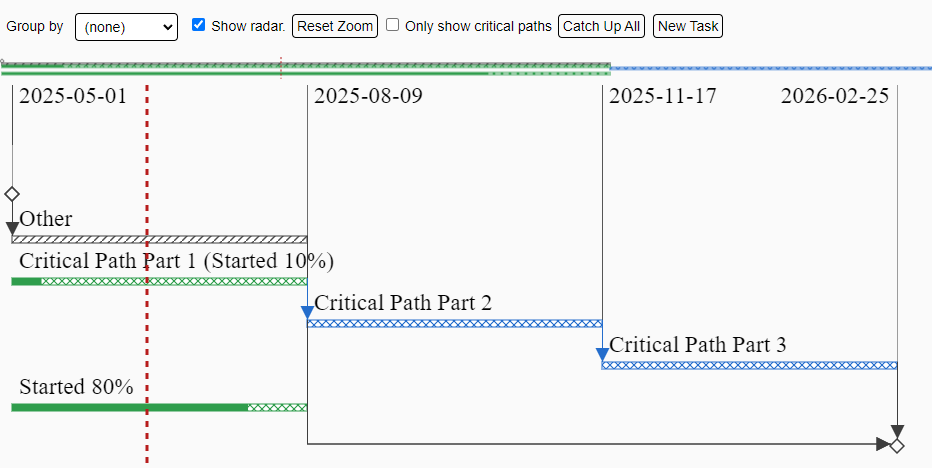 Group by (none) Show radar. Reset Zoom Only show critical paths Catch Up All New Task
2025-05-01 2025-08-09 2025-11-17 2026-02-25
Other
Critical Path Part 1 (Started 10%)
Critical Path Part 2
Critical Path Part 3
Started 80%